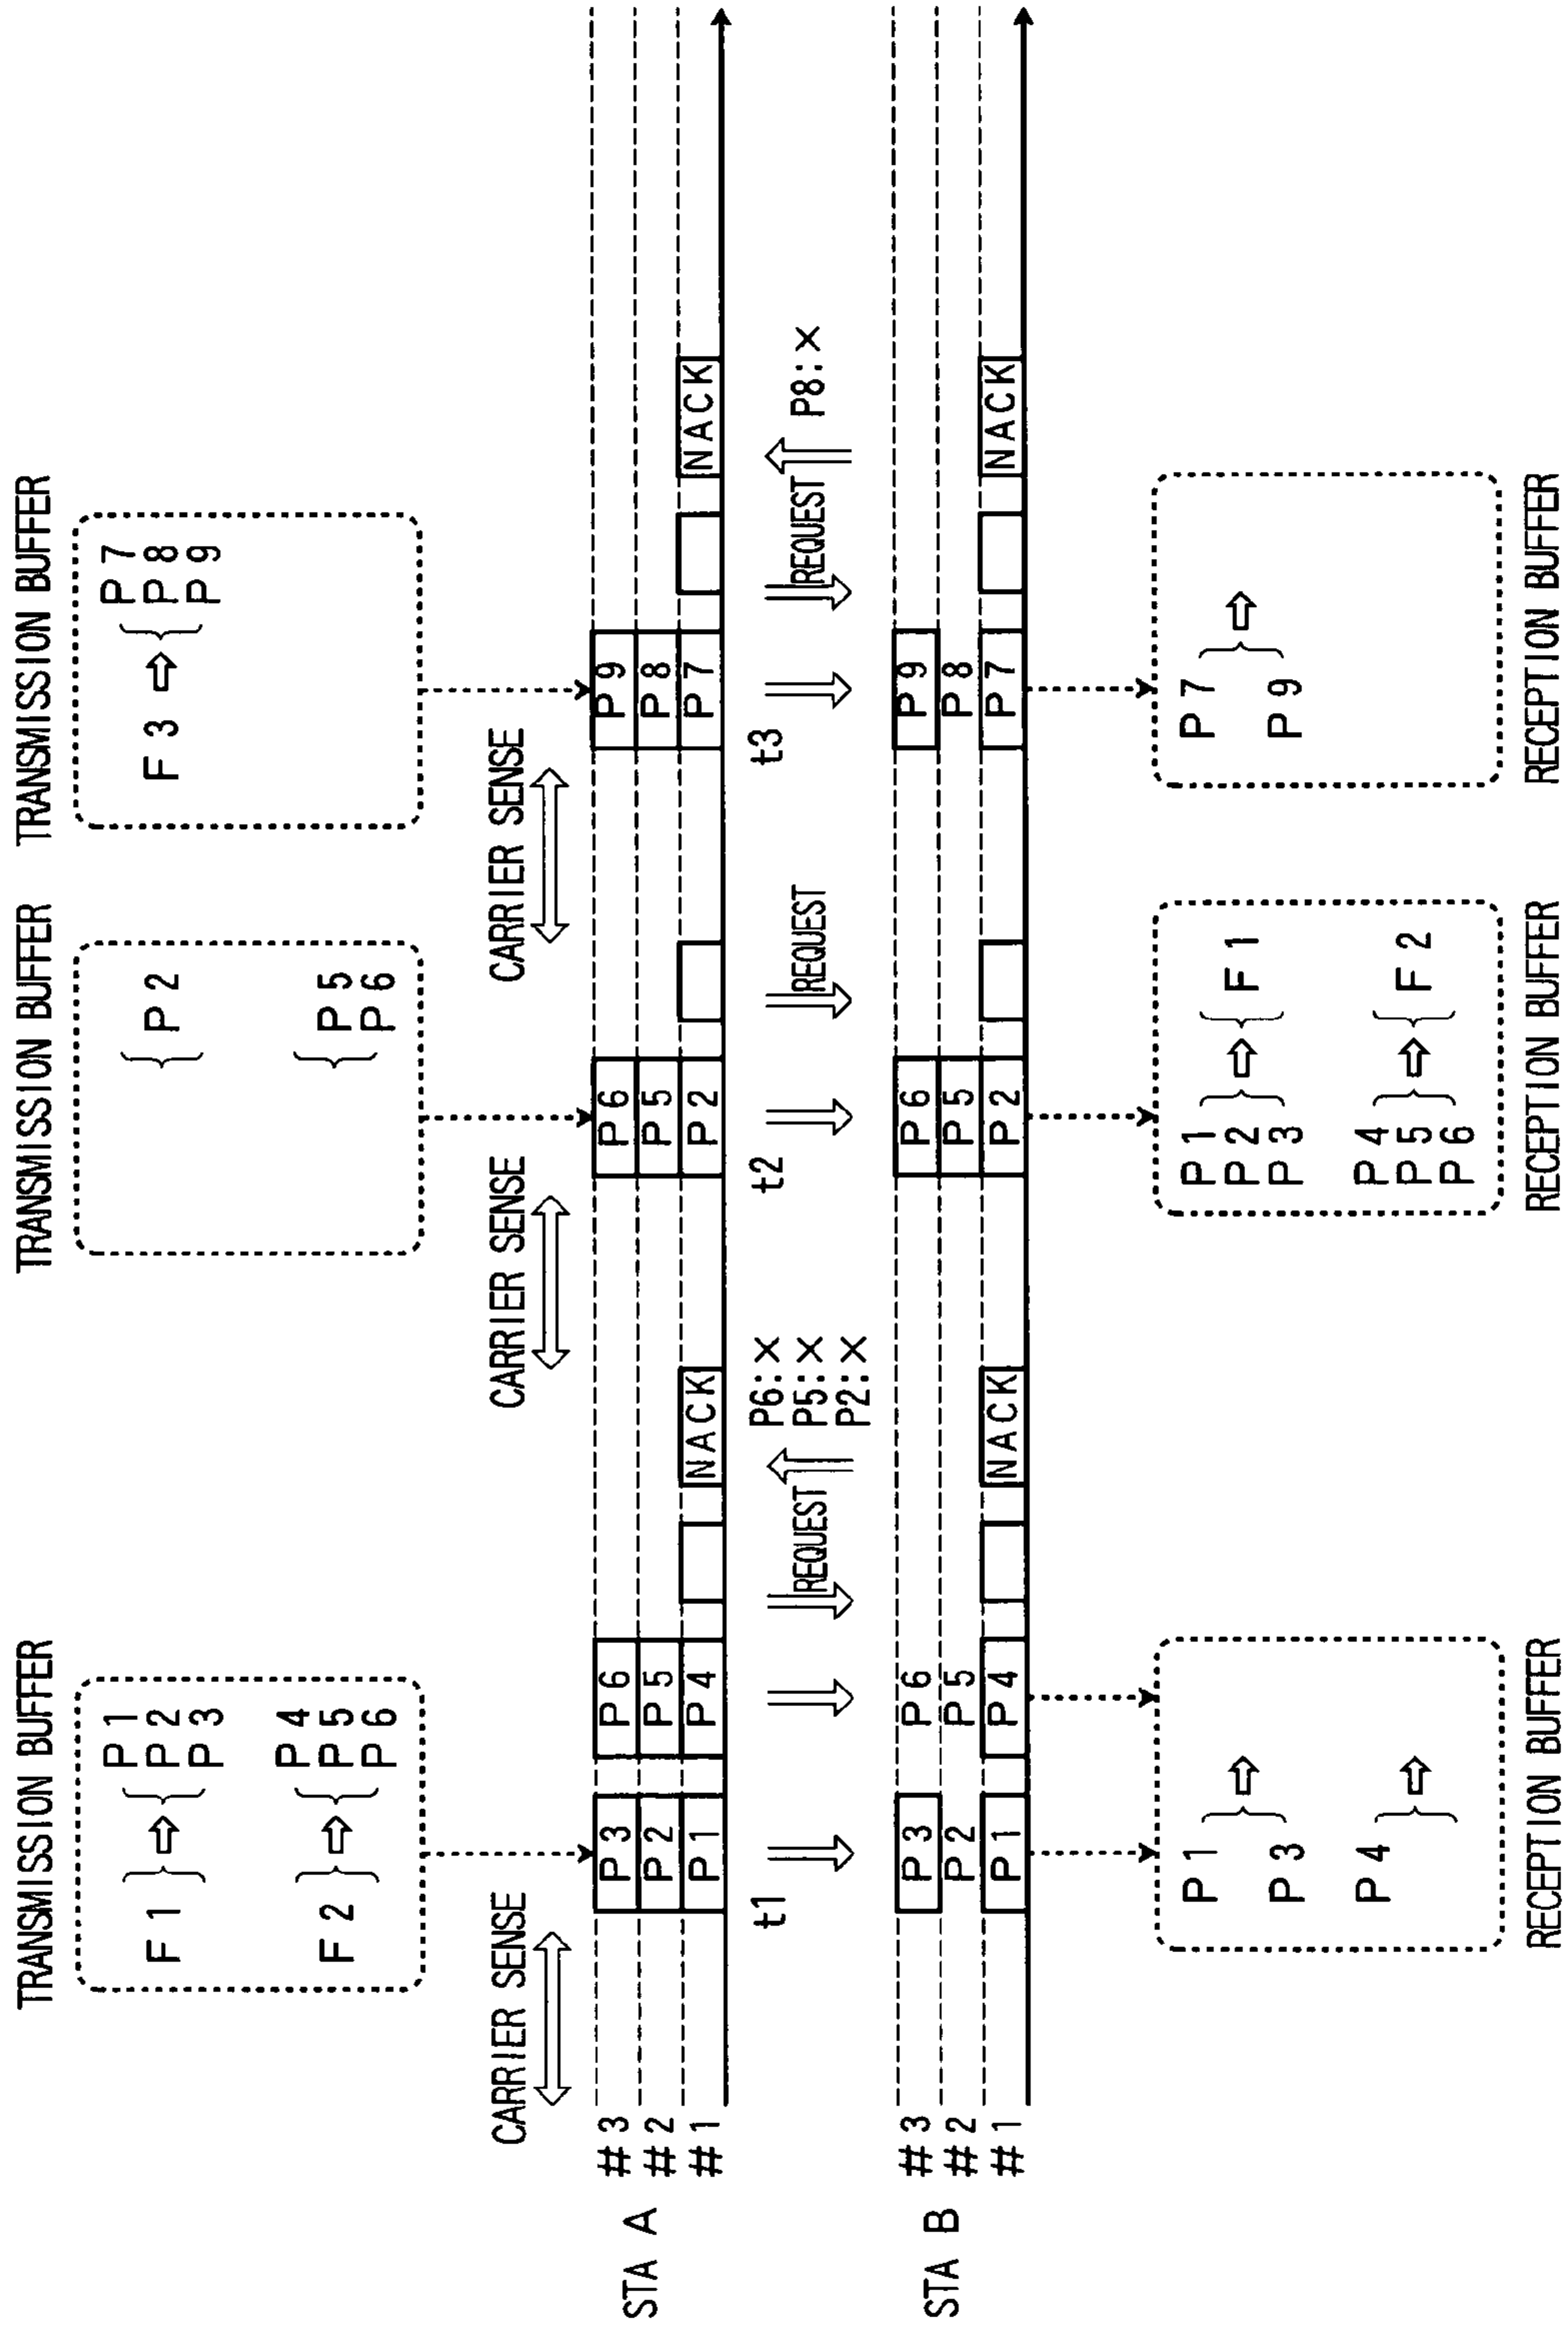 TRANSMISSION BUFFER TRANSMISSION BUFFER TRANSMISSION BUFFER
F1 P1 P2 P3
F2 P4 P5 P6
P2
P5
P6
F3 P7 P8 P9
CARRIER SENSE CARRIER SENSE CARRIER SENSE
STA A
#3 P3 P6 P6 P9
#2 P2 P5 P5 P8
#1 P1 P4 NACK P2 P7 NACK
t1 REQUEST P6:× P5:× P2:× t2 REQUEST t3 REQUEST P8:×
STA B
#3 P3 P6 P6 P9
#2 P2 P5 P5 P8
#1 P1 P4 NACK P2 P7 NACK
P1
P3
P4
P1 P2 P3 F1
P4 P5 P6 F2
P7
P9
RECEPTION BUFFER RECEPTION BUFFER RECEPTION BUFFER